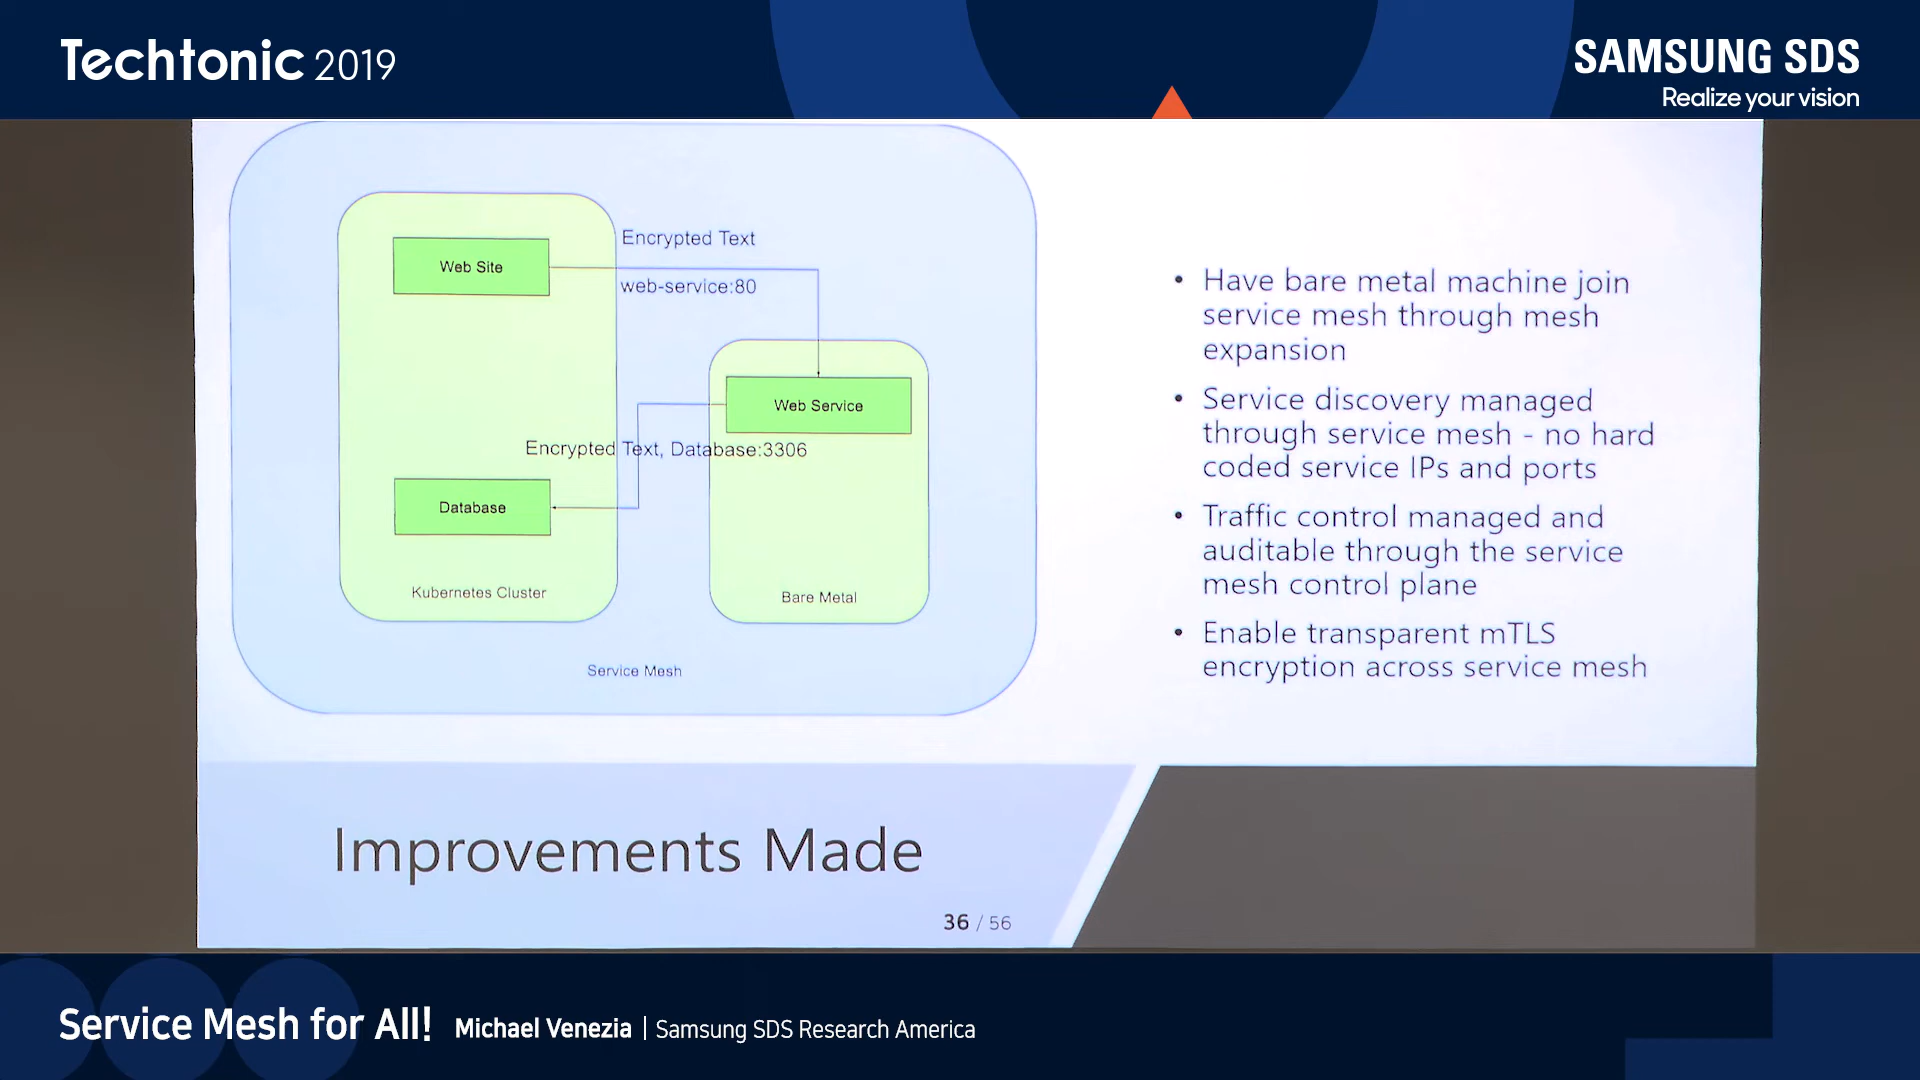 Techtonic 2019
SAMSUNG SDS
Realize your vision
Web Site
Encrypted Text
web-service:80
Web Service
Encrypted Text, Database:3306
Database
Kubernetes Cluster
Bare Metal
Service Mesh
• Have bare metal machine join
service mesh through mesh
expansion
• Service discovery managed
through service mesh - no hard
coded service IPs and ports
• Traffic control managed and
auditable through the service
mesh control plane
• Enable transparent mTLS
encryption across service mesh
Improvements Made
36 / 56
Service Mesh for All! Michael Venezia | Samsung SDS Research America